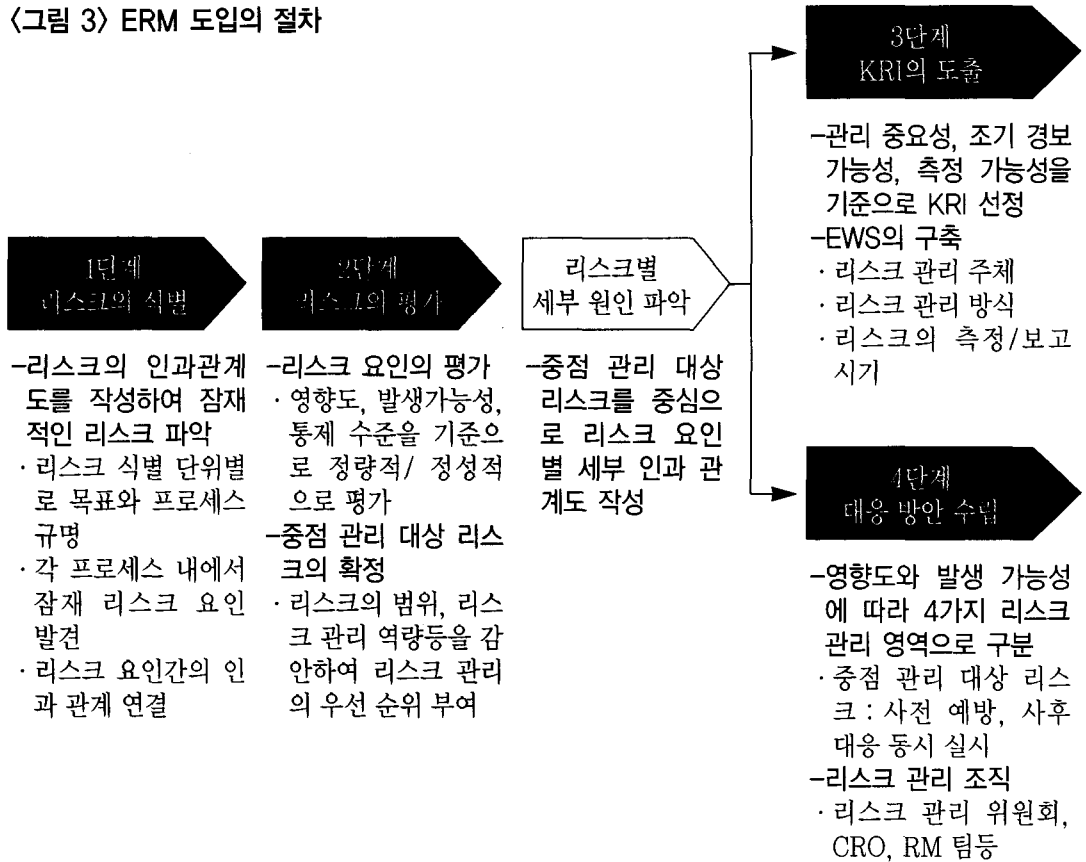 〈그림 3〉 ERM 도입의 절차
1단계
리스크의 식별
-리스크의 인과관계
도를 작성하여 잠재
적인 리스크 파악
· 리스크 식별 단위별
로 목표와 프로세스
규명
· 각 프로세스 내에서
잠재 리스크 요인
발견
· 리스크 요인간의 인
과 관계 연결
2단계
리스크의 평가
-리스크 요인의 평가
· 영향도, 발생가능성,
통제 수준을 기준으
로 정량적/ 정성적
으로 평가
-중점 관리 대상 리스
크의 확정
· 리스크의 범위, 리스
크 관리 역량등을 감
안하여 리스크 관리
의 우선 순위 부여
리스크별
세부 원인 파악
-중점 관리 대상
리스크를 중심으
로 리스크 요인
별 세부 인과 관
계도 작성
3단계
KRI의 도출
-관리 중요성, 조기 경보
가능성, 측정 가능성을
기준으로 KRI 선정
-EWS의 구축
· 리스크 관리 주체
· 리스크 관리 방식
· 리스크의 측정/보고
시기
4단계
대응 방안 수립
-영향도와 발생 가능성
에 따라 4가지 리스크
관리 영역으로 구분
· 중점 관리 대상 리스
크 : 사전 예방, 사후
대응 동시 실시
-리스크 관리 조직
· 리스크 관리 위원회,
CRO, RM 팀등